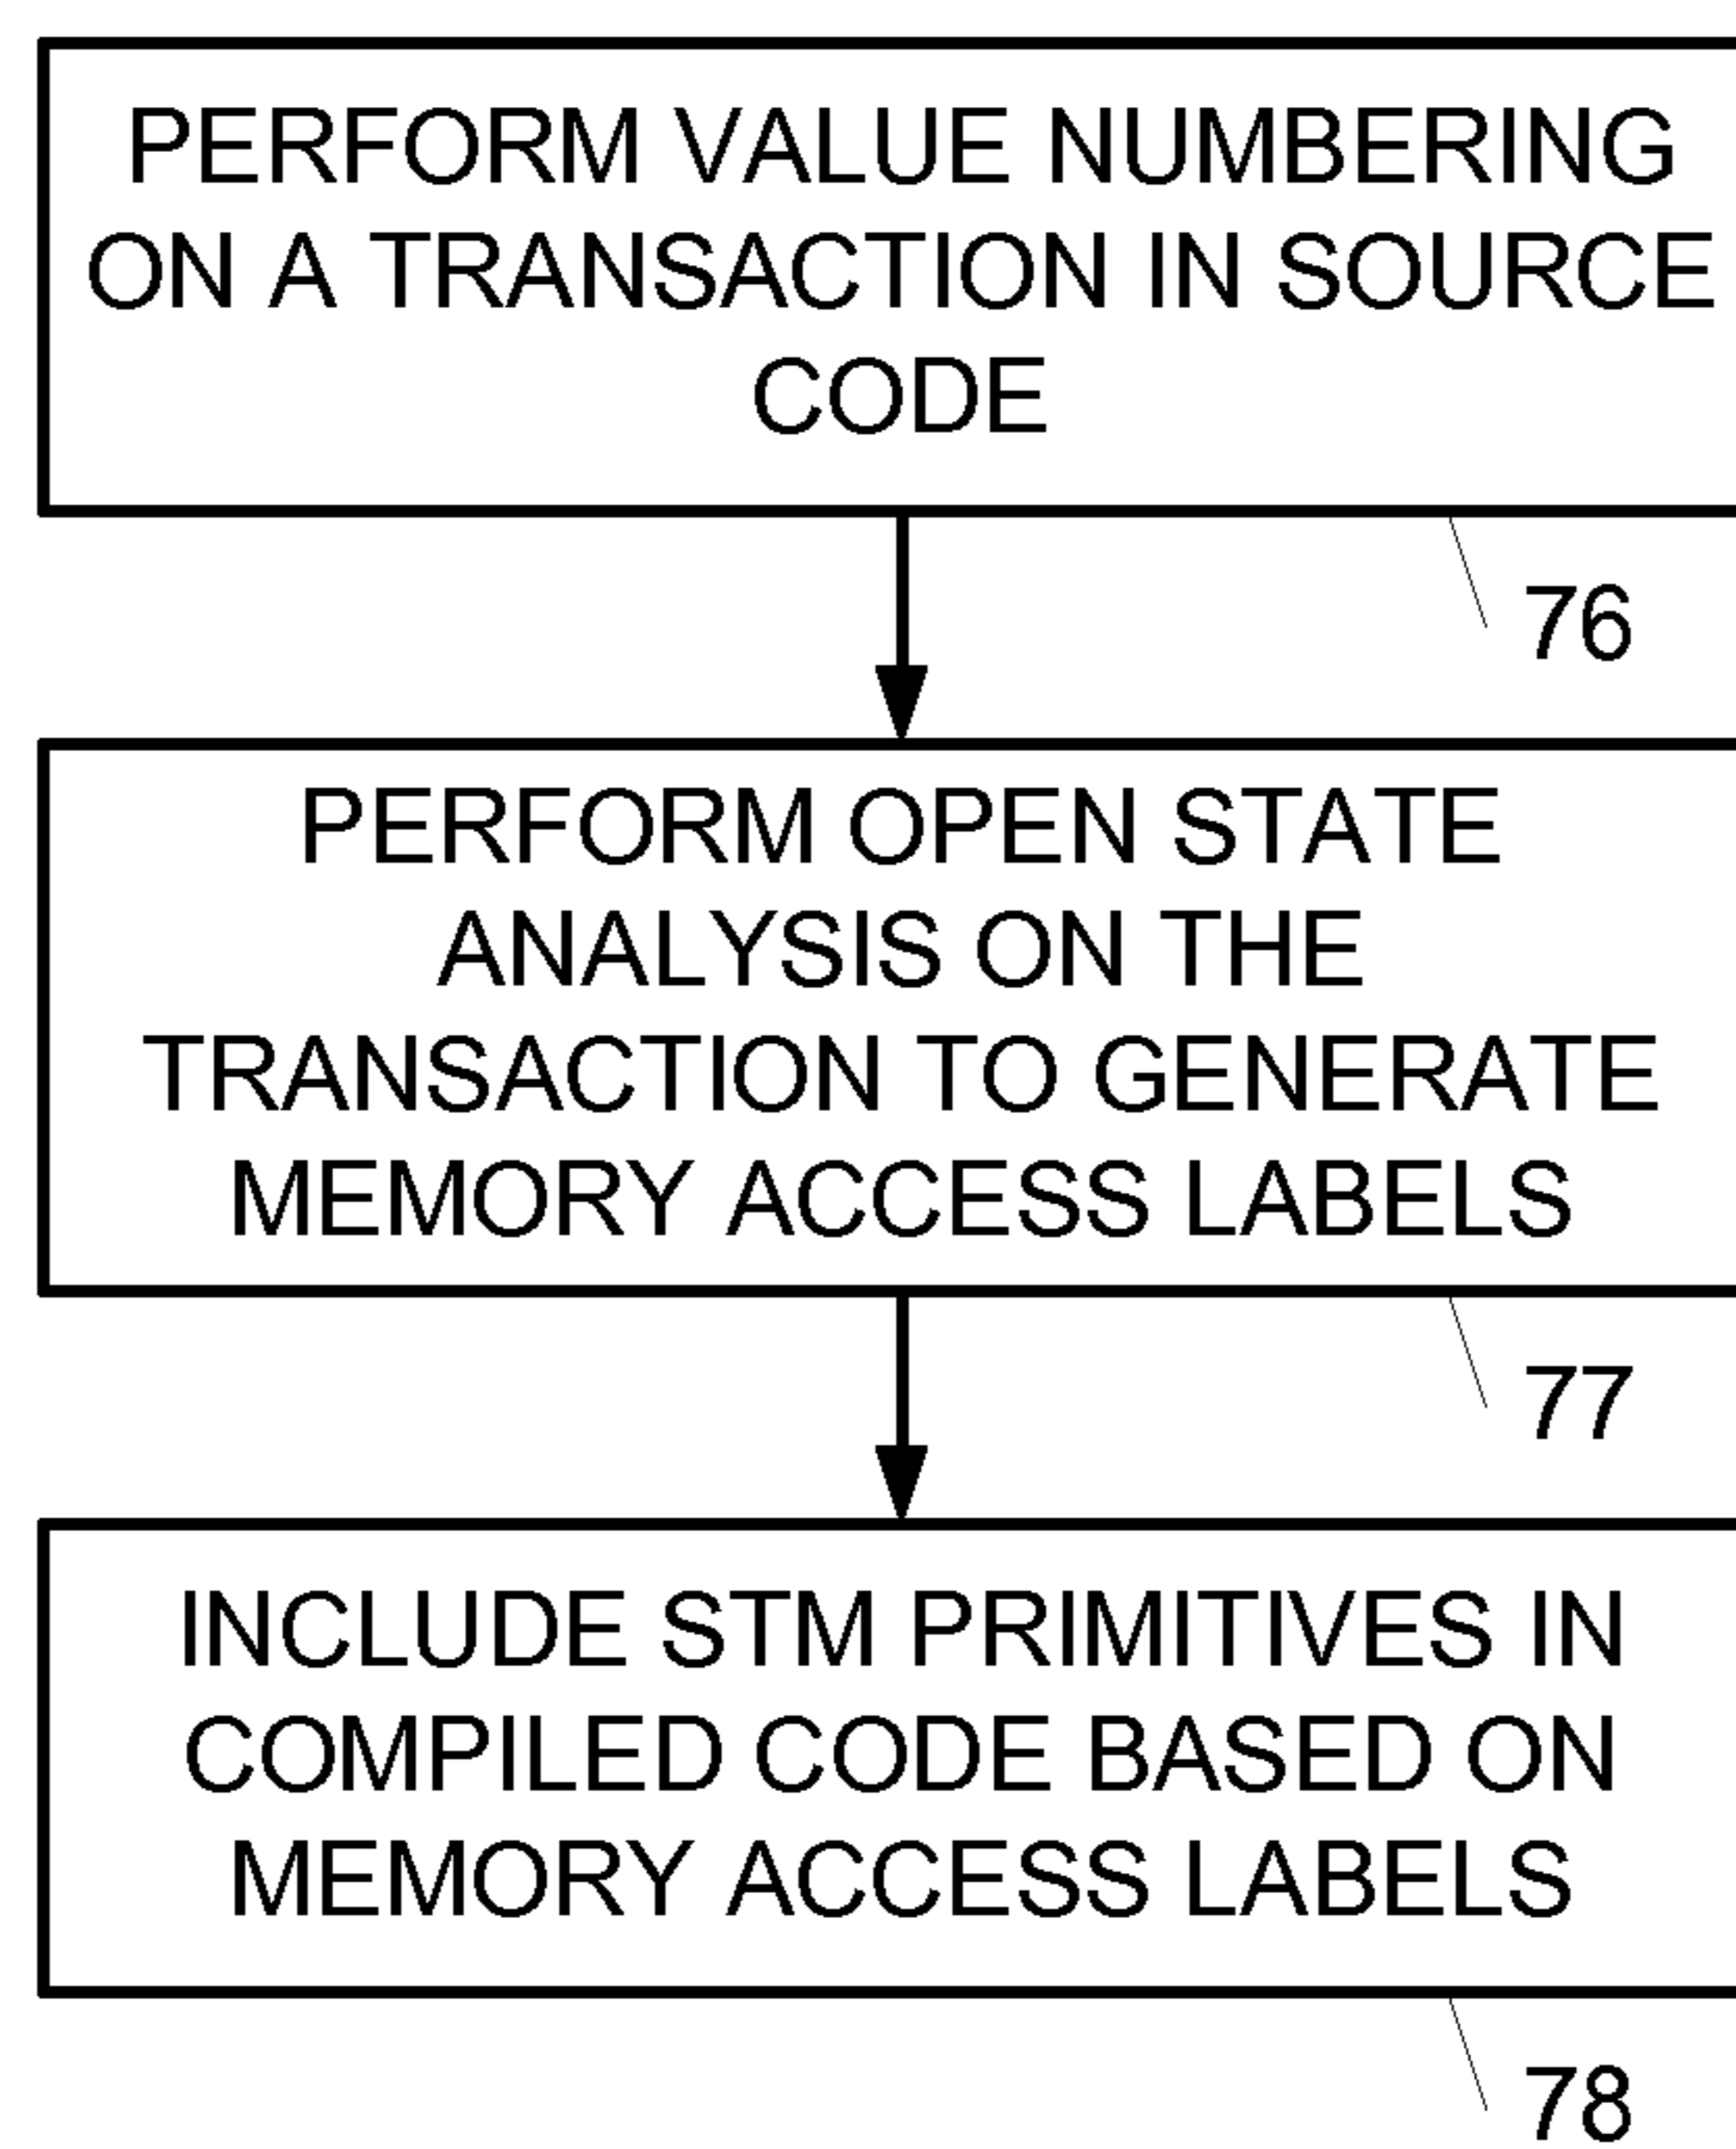 PERFORM VALUE NUMBERING
ON A TRANSACTION IN SOURCE
CODE
76
PERFORM OPEN STATE
ANALYSIS ON THE
TRANSACTION TO GENERATE
MEMORY ACCESS LABELS
77
INCLUDE STM PRIMITIVES IN
COMPILED CODE BASED ON
MEMORY ACCESS LABELS
78